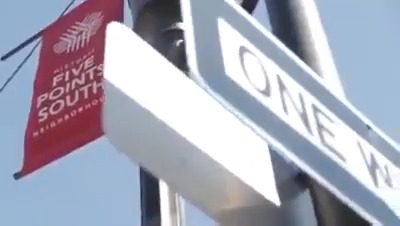 HISTORIC
FIVE
POINTS
SOUTH
NEIGHBORHOOD
ONE W